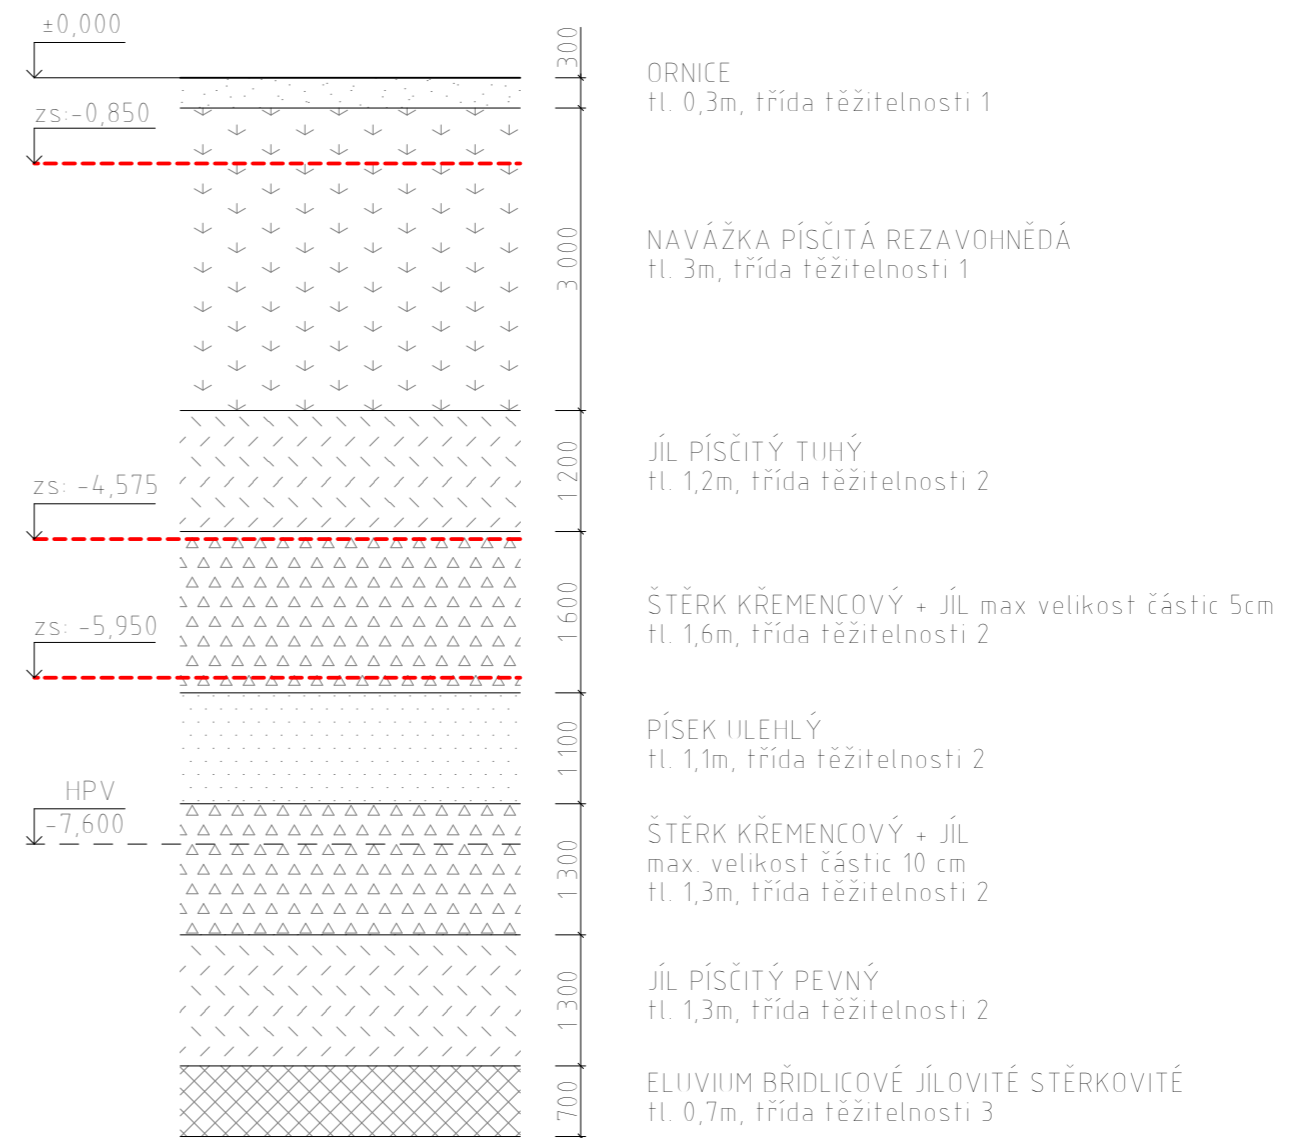 ±0,000
300
ORNICE
tl. 0,3m, třída těžitelnosti 1
zs:-0,850
3 000
NAVÁŽKA PÍSČITÁ REZAVOHNĚDÁ
tl. 3m, třída těžitelnosti 1
1 200
JÍL PÍSČITÝ TUHÝ
tl. 1,2m, třída těžitelnosti 2
zs: -4,575
1 600
ŠTĚRK KŘEMENCOVÝ + JÍL max velikost částic 5cm
tl. 1,6m, třída těžitelnosti 2
zs: -5,950
1 100
PÍSEK ULEHLÝ
tl. 1,1m, třída těžitelnosti 2
HPV
-7,600
1 300
ŠTĚRK KŘEMENCOVÝ + JÍL
max. velikost částic 10 cm
tl. 1,3m, třída těžitelnosti 2
1 300
JÍL PÍSČITÝ PEVNÝ
tl. 1,3m, třída těžitelnosti 2
700
ELUVIUM BŘIDLICOVÉ JÍLOVITÉ STĚRKOVITÉ
tl. 0,7m, třída těžitelnosti 3